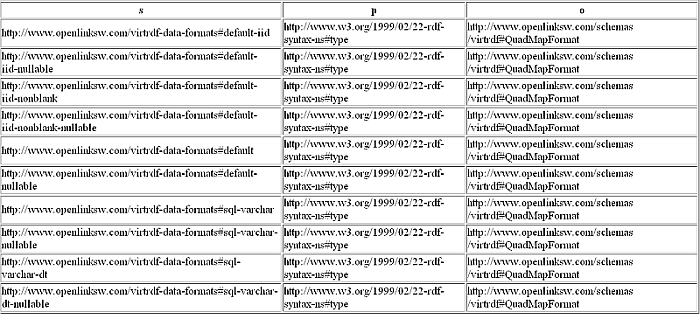 s p o
http://www.openlinksw.com/virtrdf-data-formats#default-iid http://www.w3.org/1999/02/22-rdf- http://www.openlinksw.com/schemas
syntax-ns#type /virtrdf#QuadMapFormat
http://www.openlinksw.com/virtrdf-data-formats#default- http://www.w3.org/1999/02/22-rdf- http://www.openlinksw.com/schemas
iid-nullable syntax-ns#type /virtrdf#QuadMapFormat
http://www.openlinksw.com/virtrdf-data-formats#default- http://www.w3.org/1999/02/22-rdf- http://www.openlinksw.com/schemas
iid-nonblank syntax-ns#type /virtrdf#QuadMapFormat
http://www.openlinksw.com/virtrdf-data-formats#default- http://www.w3.org/1999/02/22-rdf- http://www.openlinksw.com/schemas
iid-nonblank-nullable syntax-ns#type /virtrdf#QuadMapFormat
http://www.openlinksw.com/virtrdf-data-formats#default http://www.w3.org/1999/02/22-rdf- http://www.openlinksw.com/schemas
syntax-ns#type /virtrdf#QuadMapFormat
http://www.openlinksw.com/virtrdf-data-formats#default- http://www.w3.org/1999/02/22-rdf- http://www.openlinksw.com/schemas
nullable syntax-ns#type /virtrdf#QuadMapFormat
http://www.openlinksw.com/virtrdf-data-formats#sql-varchar http://www.w3.org/1999/02/22-rdf- http://www.openlinksw.com/schemas
syntax-ns#type /virtrdf#QuadMapFormat
http://www.openlinksw.com/virtrdf-data-formats#sql-varchar- http://www.w3.org/1999/02/22-rdf- http://www.openlinksw.com/schemas
nullable syntax-ns#type /virtrdf#QuadMapFormat
http://www.openlinksw.com/virtrdf-data-formats#sql- http://www.w3.org/1999/02/22-rdf- http://www.openlinksw.com/schemas
varchar-dt syntax-ns#type /virtrdf#QuadMapFormat
http://www.openlinksw.com/virtrdf-data-formats#sql-varchar- http://www.w3.org/1999/02/22-rdf- http://www.openlinksw.com/schemas
dt-nullable syntax-ns#type /virtrdf#QuadMapFormat